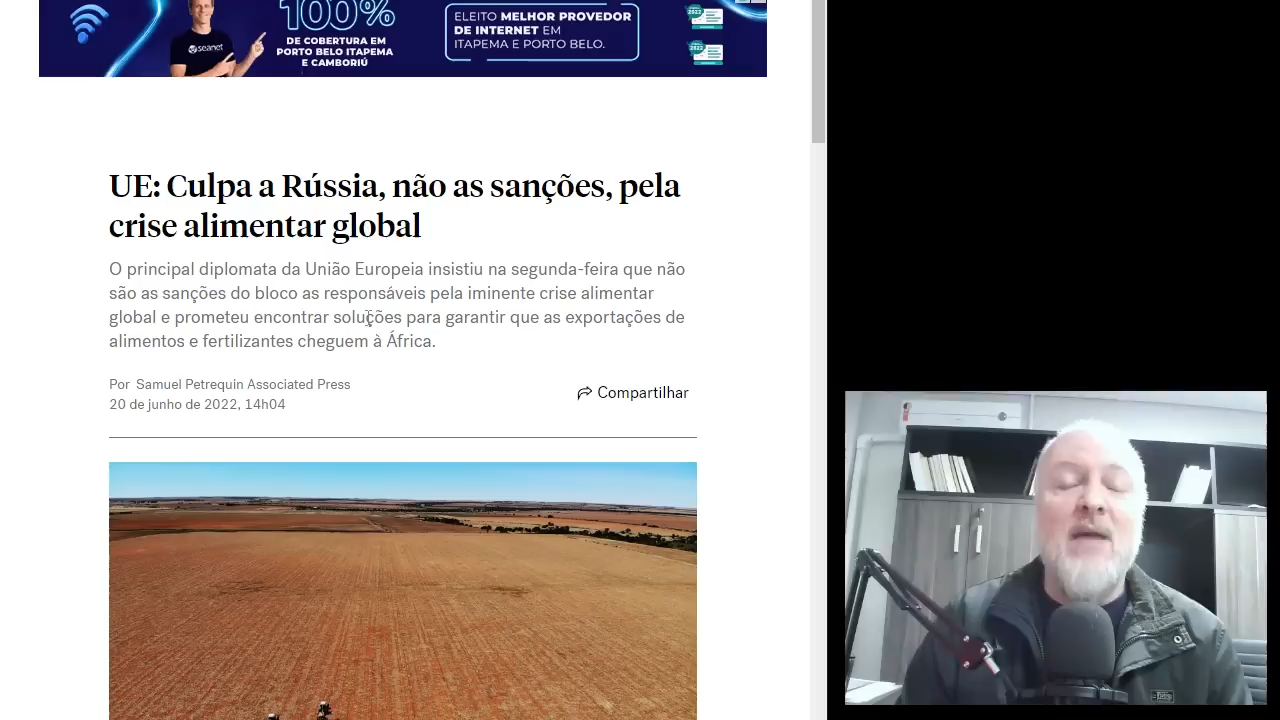 100%
DE COBERTURA EM
PORTO BELO ITAPEMA
E CAMBORIÚ
seanet
ELEITO MELHOR PROVEDOR
DE INTERNET EM
ITAPEMA E PORTO BELO.
2022
2022
UE: Culpa a Rússia, não as sanções, pela
crise alimentar global
O principal diplomata da União Europeia insistiu na segunda-feira que não
são as sanções do bloco as responsáveis pela iminente crise alimentar
global e prometeu encontrar soluções para garantir que as exportações de
alimentos e fertilizantes cheguem à África.
Por Samuel Petrequin Associated Press
20 de junho de 2022, 14h04
Compartilhar